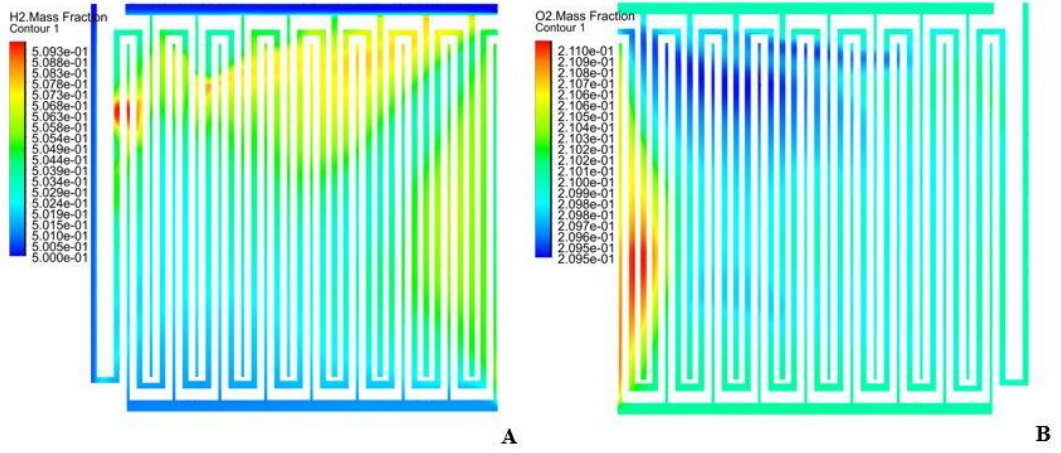 H2.Mass Fraction
Contour 1
5.093e-01
5.088e-01
5.083e-01
5.078e-01
5.073e-01
5.068e-01
5.063e-01
5.058e-01
5.054e-01
5.049e-01
5.044e-01
5.039e-01
5.034e-01
5.029e-01
5.024e-01
5.019e-01
5.015e-01
5.010e-01
5.005e-01
5.000e-01
A
O2.Mass Fraction
Contour 1
2.110e-01
2.109e-01
2.108e-01
2.107e-01
2.106e-01
2.106e-01
2.105e-01
2.104e-01
2.103e-01
2.102e-01
2.102e-01
2.101e-01
2.100e-01
2.099e-01
2.098e-01
2.098e-01
2.097e-01
2.096e-01
2.095e-01
2.095e-01
B